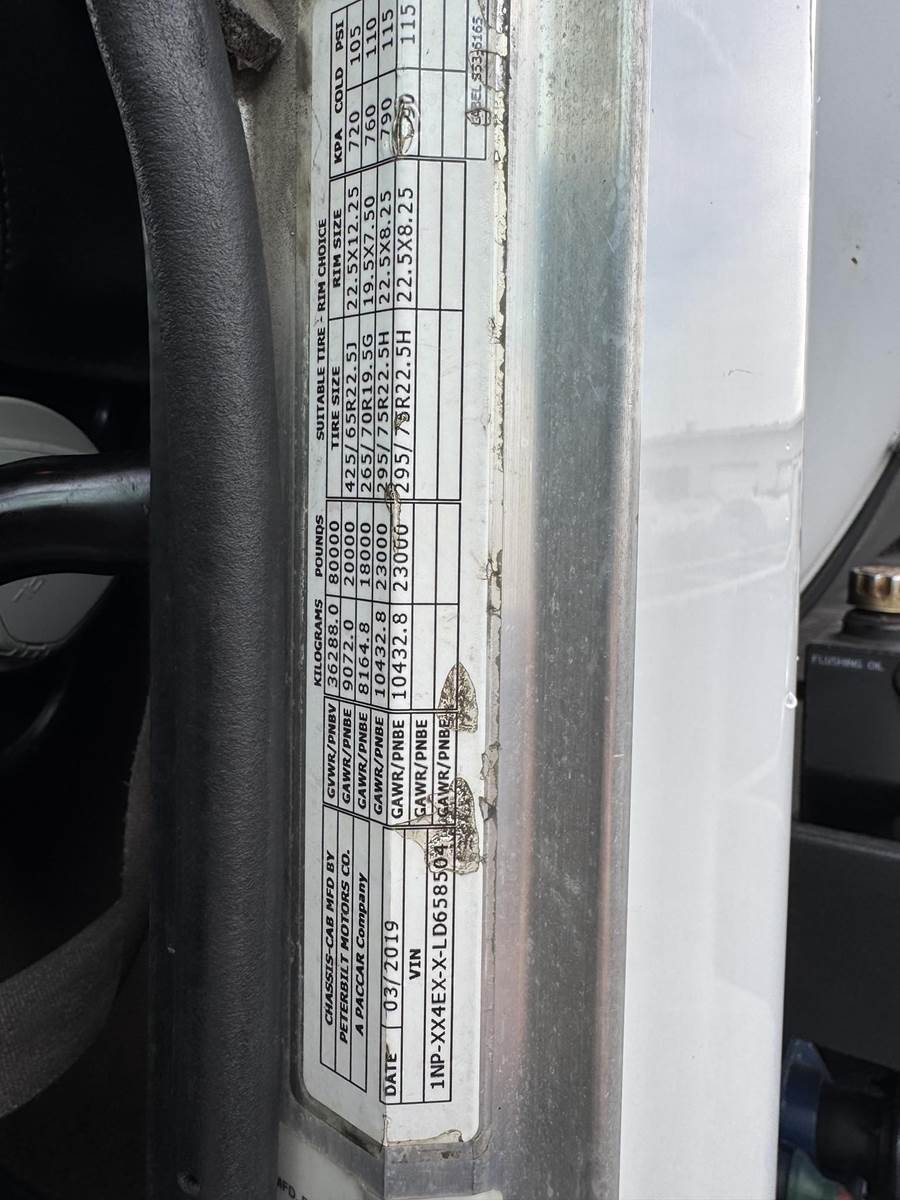 CHASSIS-CAB MFD BY
PETERBILT MOTORS CO.
A PACCAR Company
DATE 03/2019
VIN
1NP-XX4EX-X-LD658504
KILOGRAMS POUNDS SUITABLE TIRE - RIM CHOICE
TIRE SIZE RIM SIZE KPA COLD PSI
GVWR/PNBV 36288.0 80000
GAWR/PNBE 9072.0 20000 425/65R22.5J 22.5X12.25 720 105
GAWR/PNBE 8164.8 18000 265/70R19.5G 19.5X7.50 760 110
GAWR/PNBE 10432.8 23000 295/75R22.5H 22.5X8.25 790 115
GAWR/PNBE 10432.8 23000 295/75R22.5H 22.5X8.25 115
GAWR/PNBE
GAWR/PNBE
S53-6165
FLUSHING OIL
MFD